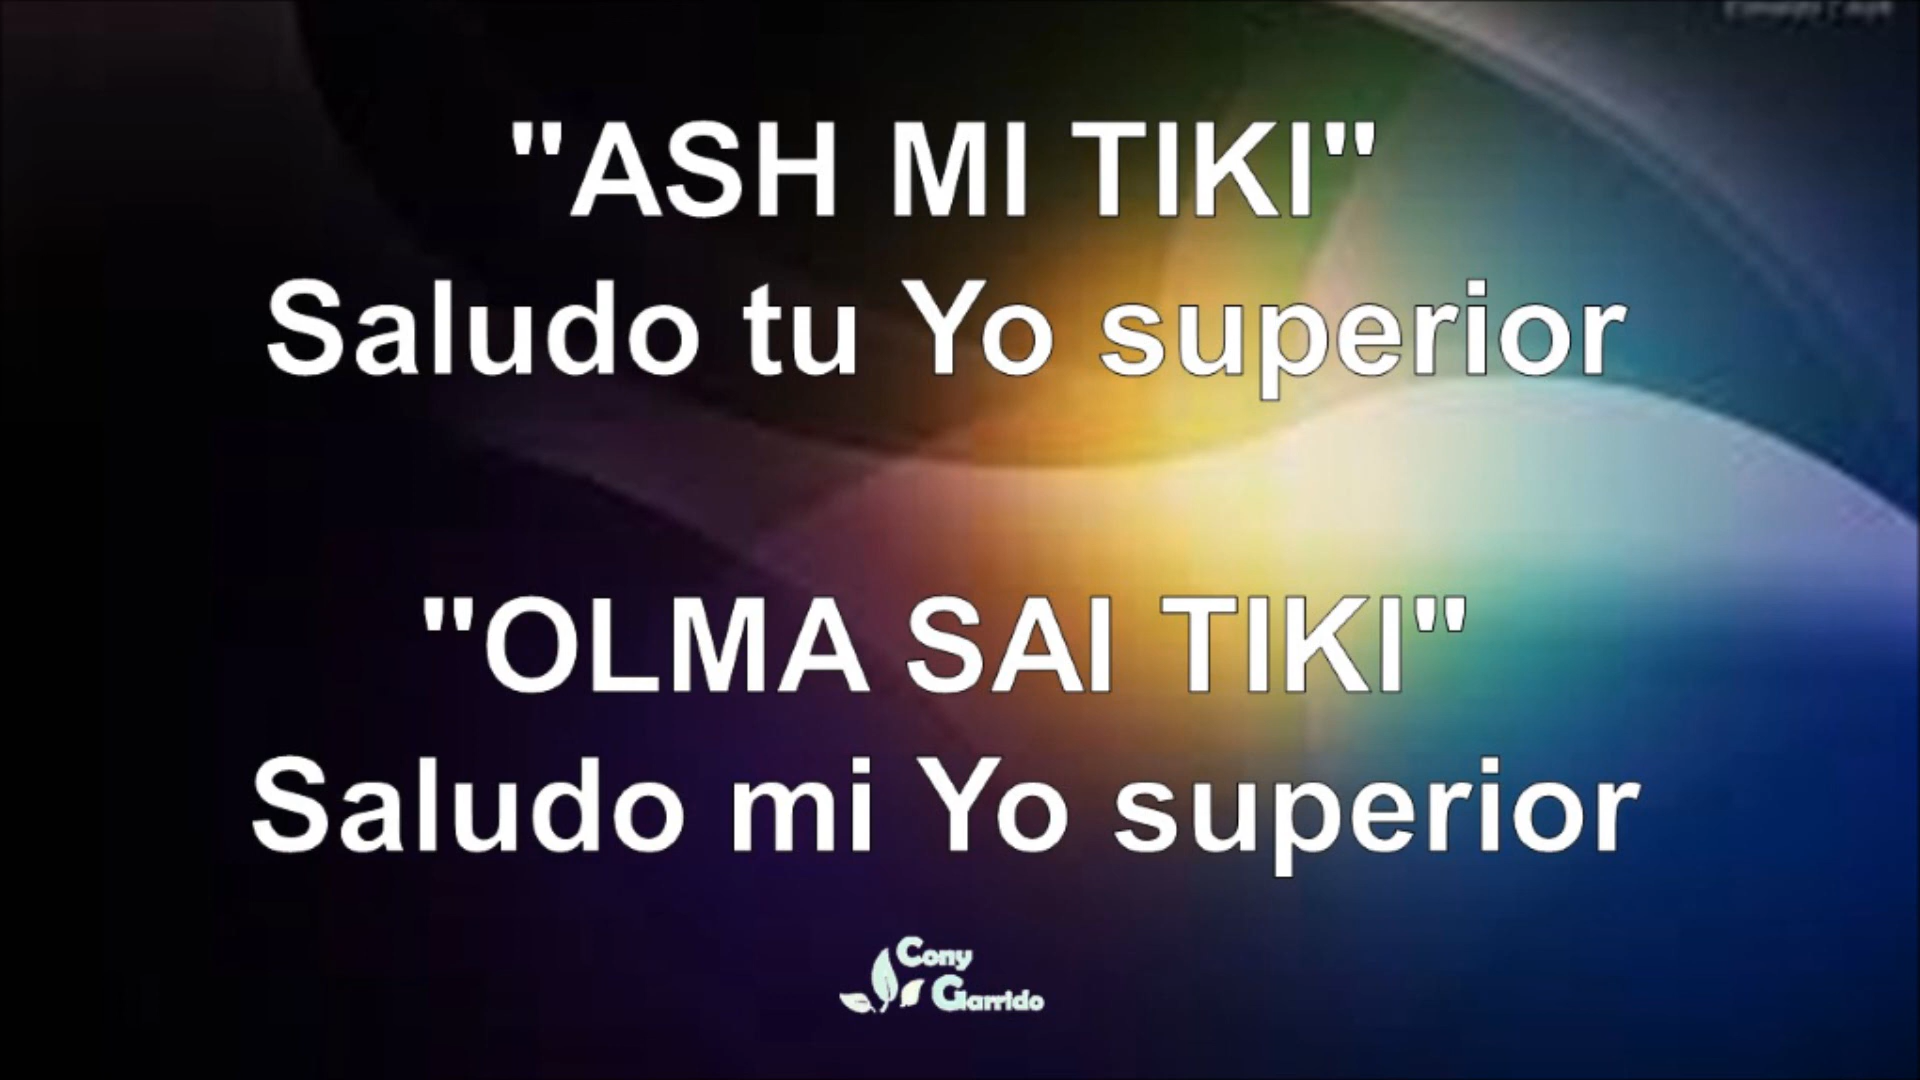 "ASH MI TIKI"
Saludo tu Yo superior
"OLMA SAI TIKI"
Saludo mi Yo superior
Cony
Garrido